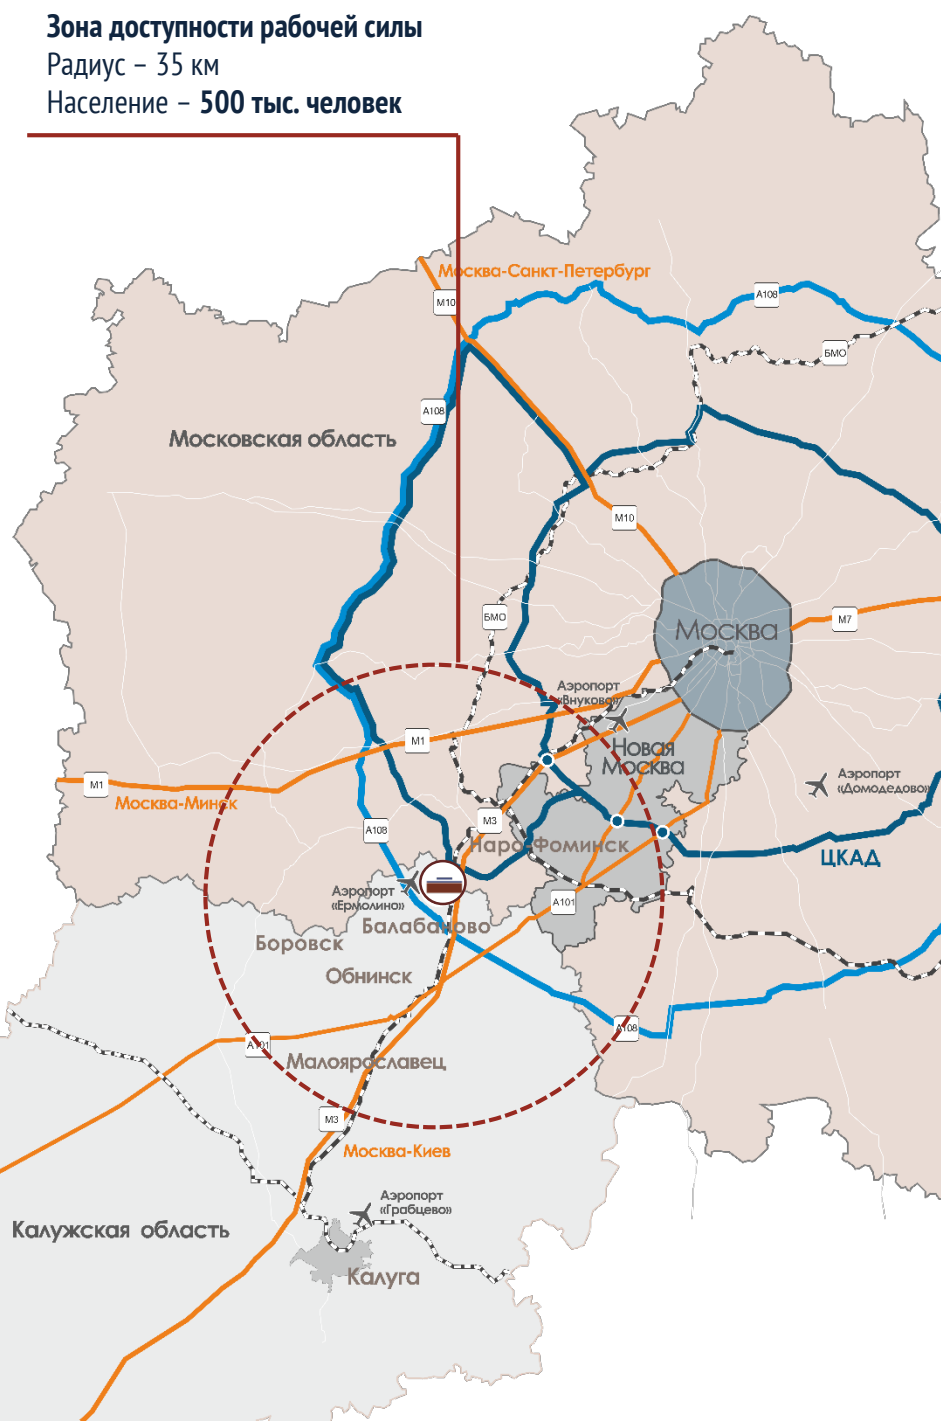 Зона доступности рабочей силы
Радиус – 35 км
Население – 500 тыс. человек
Москва-Санкт-Петербург
А108
М10
БМО
А108
Московская область
М10
БМО
М7
Москва
Аэропорт
«Внуково»
М1
Новая
Москва
Аэропорт
«Домодедово»
М1
Москва-Минск
М3
А108
Наро-Фоминск
ЦКАД
Аэропорт
«Ермолино»
А101
Балабаново
Боровск
Обнинск
А108
А101
Малоярославец
М3
Москва-Киев
Аэропорт
«Грабцево»
Калужская область
Калуга